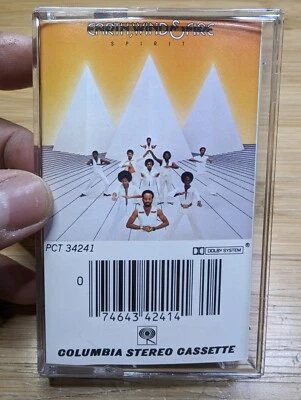 EARTH, WIND & FIRE
SPIRIT
PCT 34241
DOLBY SYSTEM
®
0
74643 42414
COLUMBIA STEREO CASSETTE